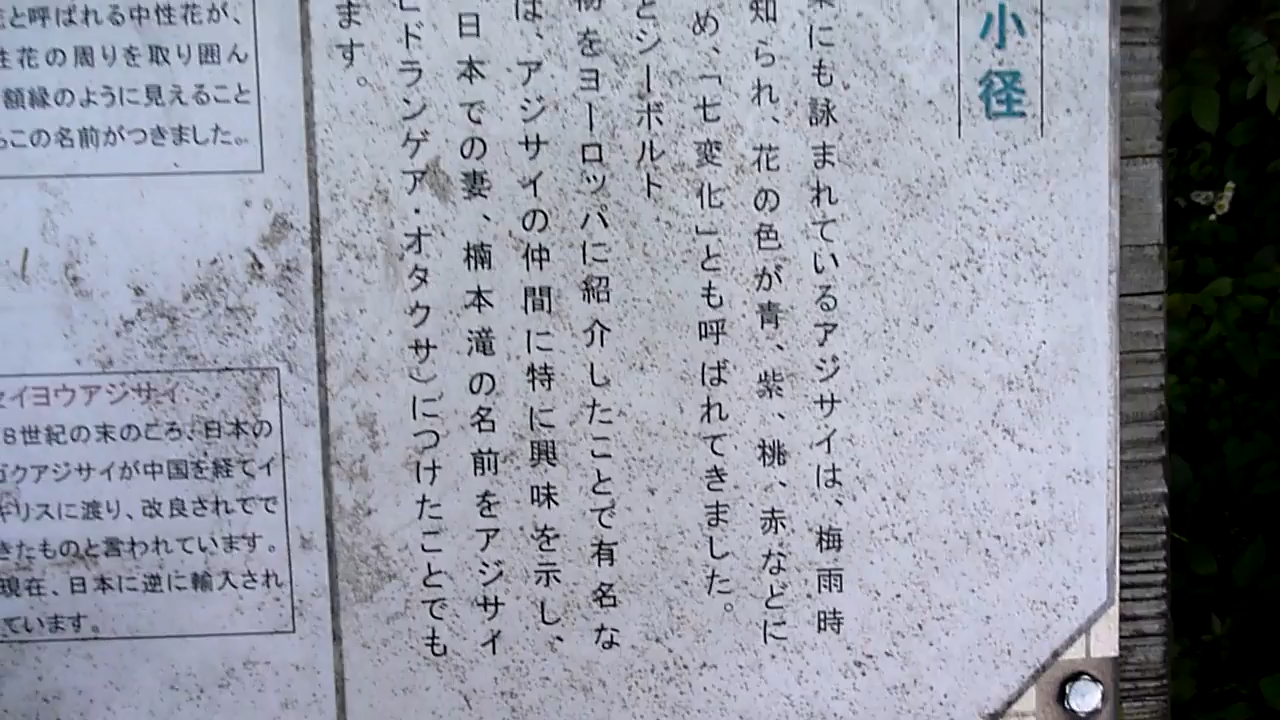 小径
にも詠まれているアジサイは、梅雨時
知られ、花の色が青、紫、桃、赤などに
め、「七変化」とも呼ばれてきました。
とシーボルト
物をヨーロッパに紹介したことで有名な
は、アジサイの仲間に特に興味を示し、
日本での妻、楠本滝の名前をアジサイ
ヒドランゲア・オタクサ）につけたことでも
ます。
と呼ばれる中性花が、
性花の周りを取り囲ん
額縁のように見えること
らこの名前がつきました。
セイヨウアジサイ
8世紀の末のころ、日本の
ガクアジサイが中国を経てイ
ギリスに渡り、改良されてで
きたものと言われています。
現在、日本に逆に輸入され
ています。